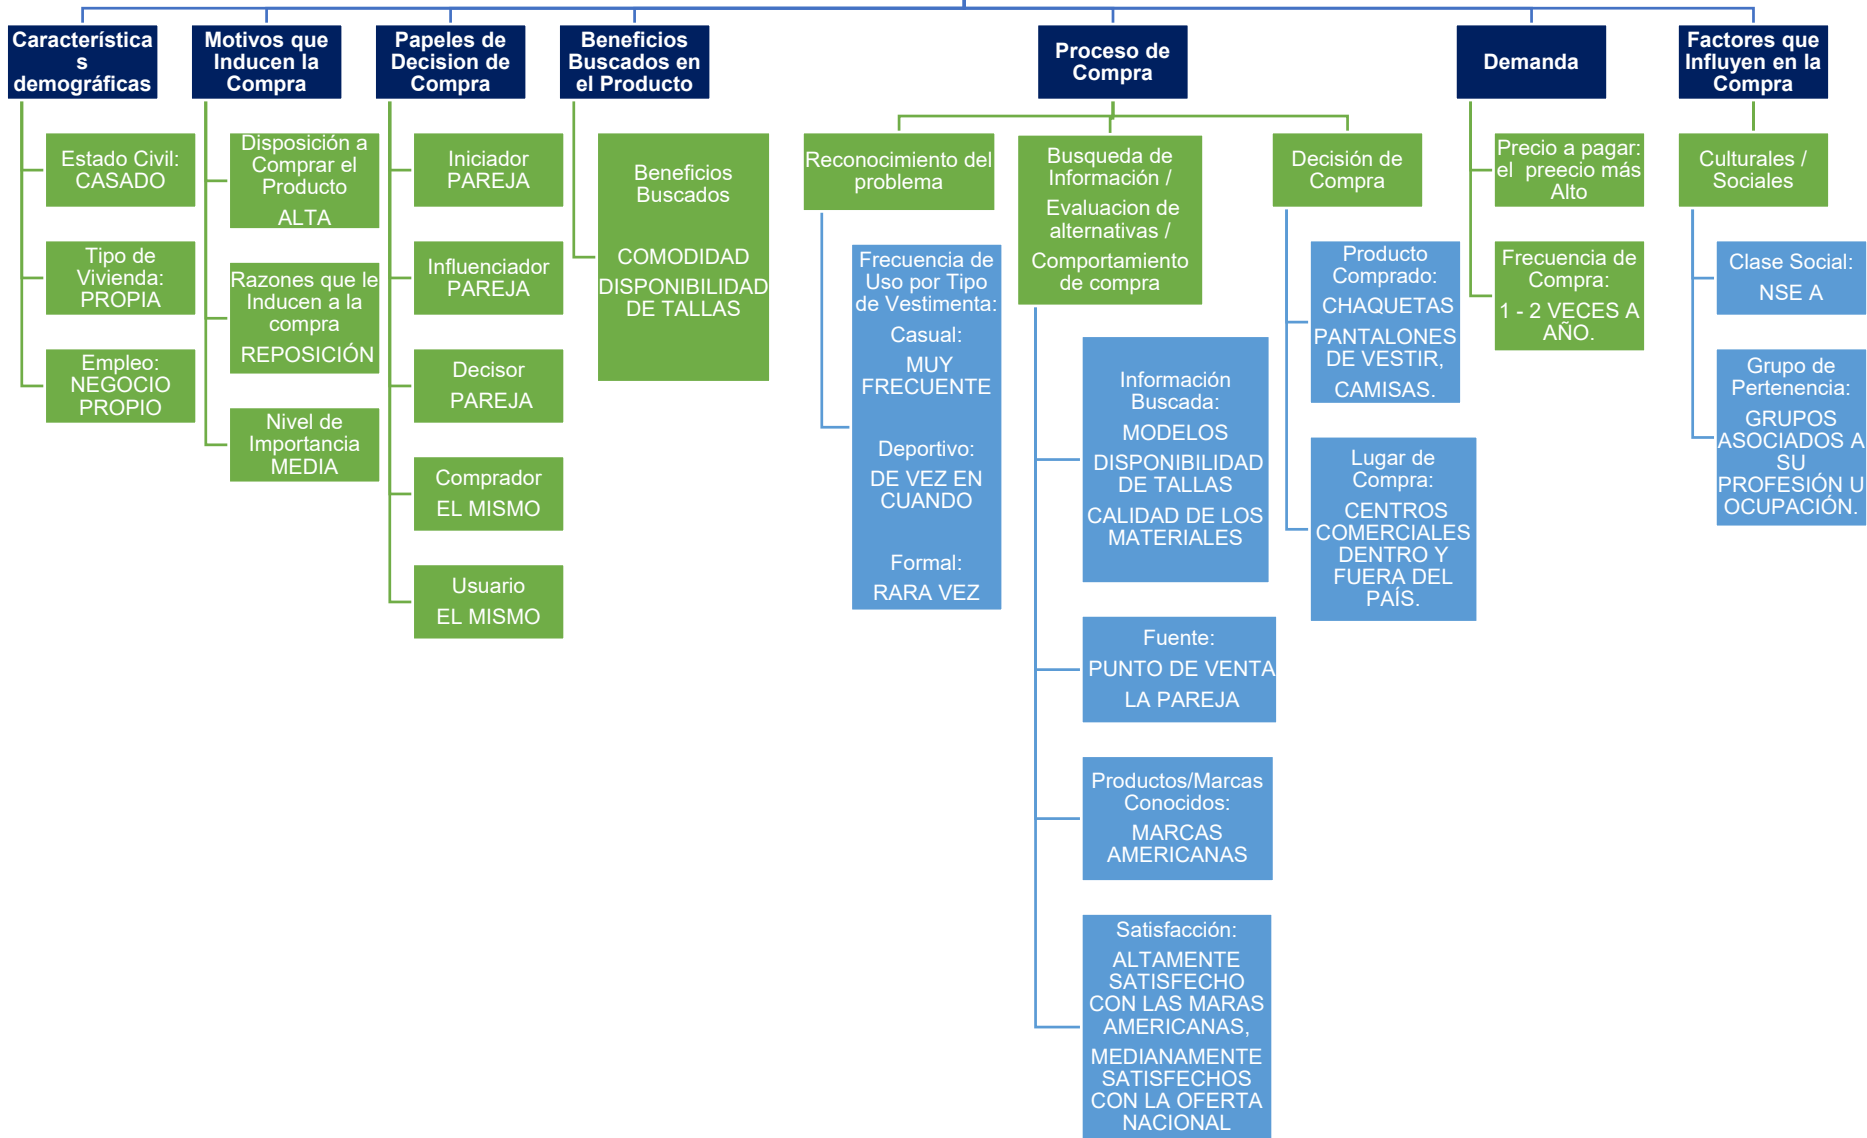 Característica
s
demográficas
Estado Civil:
CASADO
Tipo de
Vivienda:
PROPIA
Empleo:
NEGOCIO
PROPIO
Motivos que
Inducen la
Compra
Disposición a
Comprar el
Producto
ALTA
Razones que le
Inducen a la
compra
REPOSICIÓN
Nivel de
Importancia
MEDIA
Papeles de
Decision de
Compra
Iniciador
PAREJA
Influenciador
PAREJA
Decisor
PAREJA
Comprador
EL MISMO
Usuario
EL MISMO
Beneficios
Buscados en
el Producto
Beneficios
Buscados
COMODIDAD
DISPONIBILIDAD
DE TALLAS
Proceso de
Compra
Reconocimiento del
problema
Frecuencia de
Uso por Tipo
de Vestimenta:
Casual:
MUY
FRECUENTE
Deportivo:
DE VEZ EN
CUANDO
Formal:
RARA VEZ
Busqueda de
Información /
Evaluacion de
alternativas /
Comportamiento
de compra
Información
Buscada:
MODELOS
DISPONIBILIDAD
DE TALLAS
CALIDAD DE LOS
MATERIALES
Fuente:
PUNTO DE VENTA
LA PAREJA
Productos/Marcas
Conocidos:
MARCAS
AMERICANAS
Satisfacción:
ALTAMENTE
SATISFECHO
CON LAS MARAS
AMERICANAS,
MEDIANAMENTE
SATISFECHOS
CON LA OFERTA
NACIONAL
Decisión de
Compra
Producto
Comprado:
CHAQUETAS
PANTALONES
DE VESTIR,
CAMISAS.
Lugar de
Compra:
CENTROS
COMERCIALES
DENTRO Y
FUERA DEL
PAÍS.
Demanda
Precio a pagar:
el preecio más
Alto
Frecuencia de
Compra:
1 - 2 VECES A
AÑO.
Factores que
Influyen en la
Compra
Culturales /
Sociales
Clase Social:
NSE A
Grupo de
Pertenencia:
GRUPOS
ASOCIADOS A
SU
PROFESIÓN U
OCUPACIÓN.